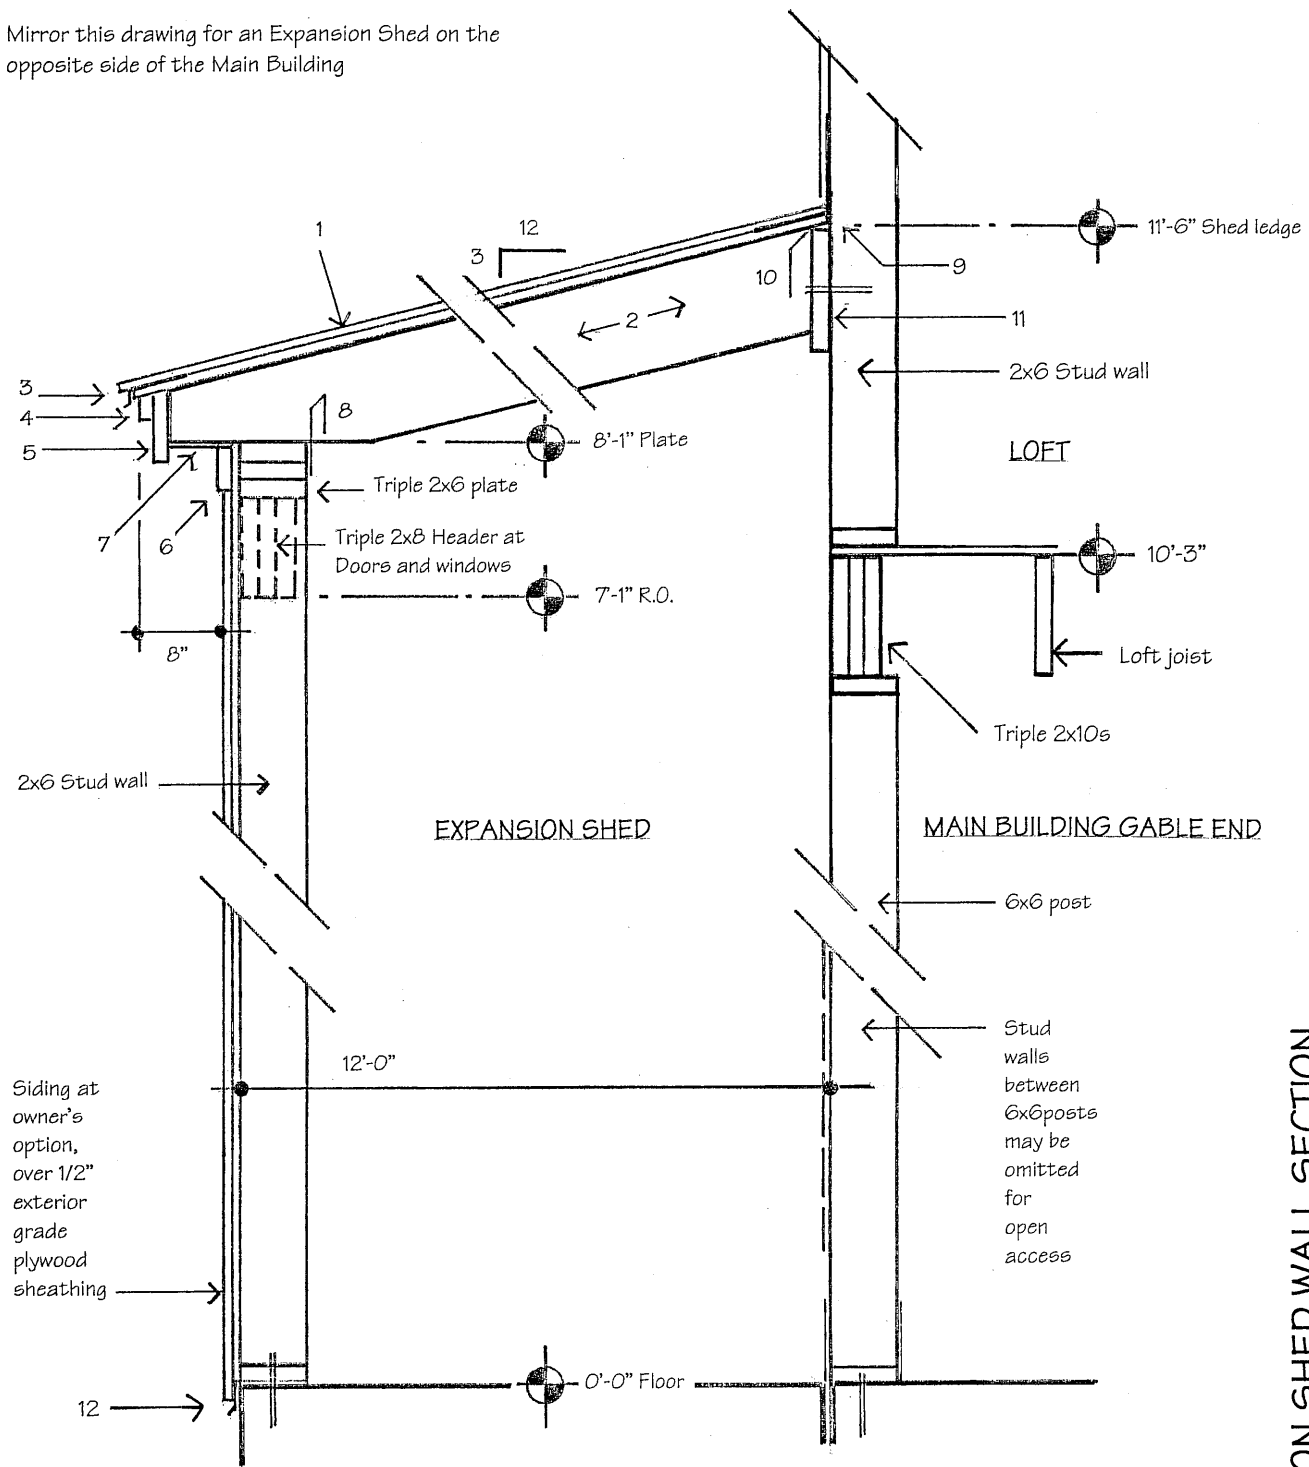 Mirror this drawing for an Expansion Shed on the
opposite side of the Main Building
1
12
3
11'-6" Shed ledge
10
9
2
11
2x6 Stud wall
3
4
5
8
8'-1" Plate
LOFT
Triple 2x6 plate
7
6
Triple 2x8 Header at
Doors and windows
10'-3"
7'-1" R.O.
8"
Loft joist
Triple 2x10s
2x6 Stud wall
EXPANSION SHED
MAIN BUILDING GABLE END
6x6 post
Stud
walls
between
6x6posts
may be
omitted
for
open
access
12'-0"
Siding at
owner's
option,
over 1/2"
exterior
grade
plywood
sheathing
0'-0" Floor
12
ON SHED WALL SECTION